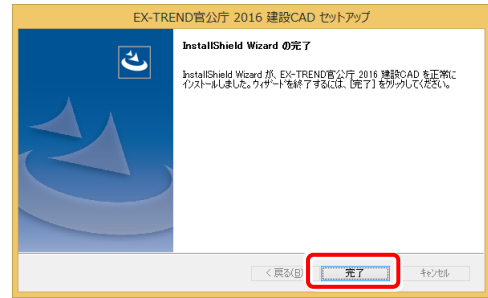 EX-TREND官公庁 2016 建設CAD セットアップ
InstallShield Wizard の完了
InstallShield Wizard が、EX-TREND官公庁 2016 建設CAD を正常に
インストールしました。ウィザードを終了するには、[完了] をクリックしてください。
< 戻る(B)　完了　キャンセル